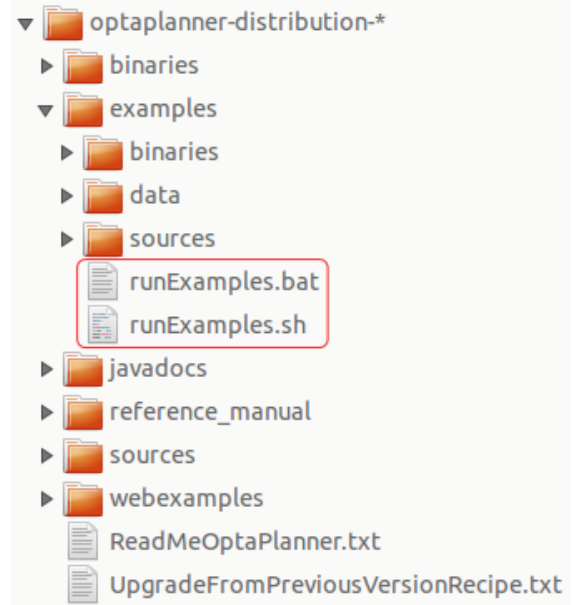 optaplanner-distribution-*
binaries
examples
binaries
data
sources
runExamples.bat
runExamples.sh
javadocs
reference_manual
sources
webexamples
ReadMeOptaPlanner.txt
UpgradeFromPreviousVersionRecipe.txt